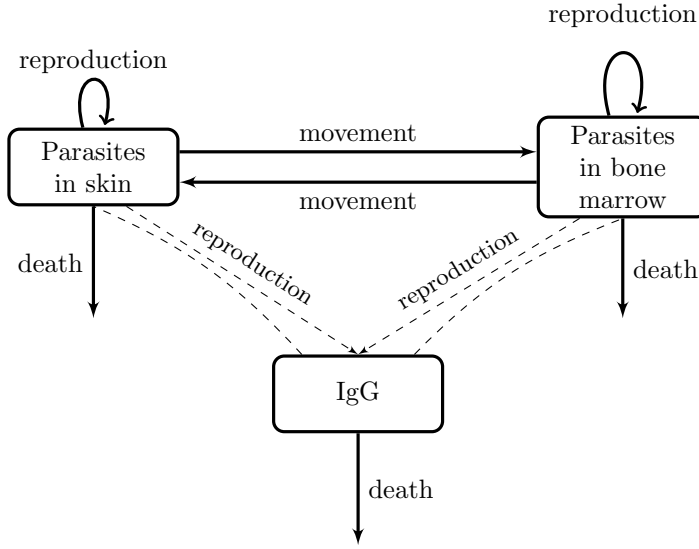 reproduction
reproduction
Parasites
in skin
movement
movement
Parasites
in bone
marrow
death
reproduction
reproduction
death
IgG
death